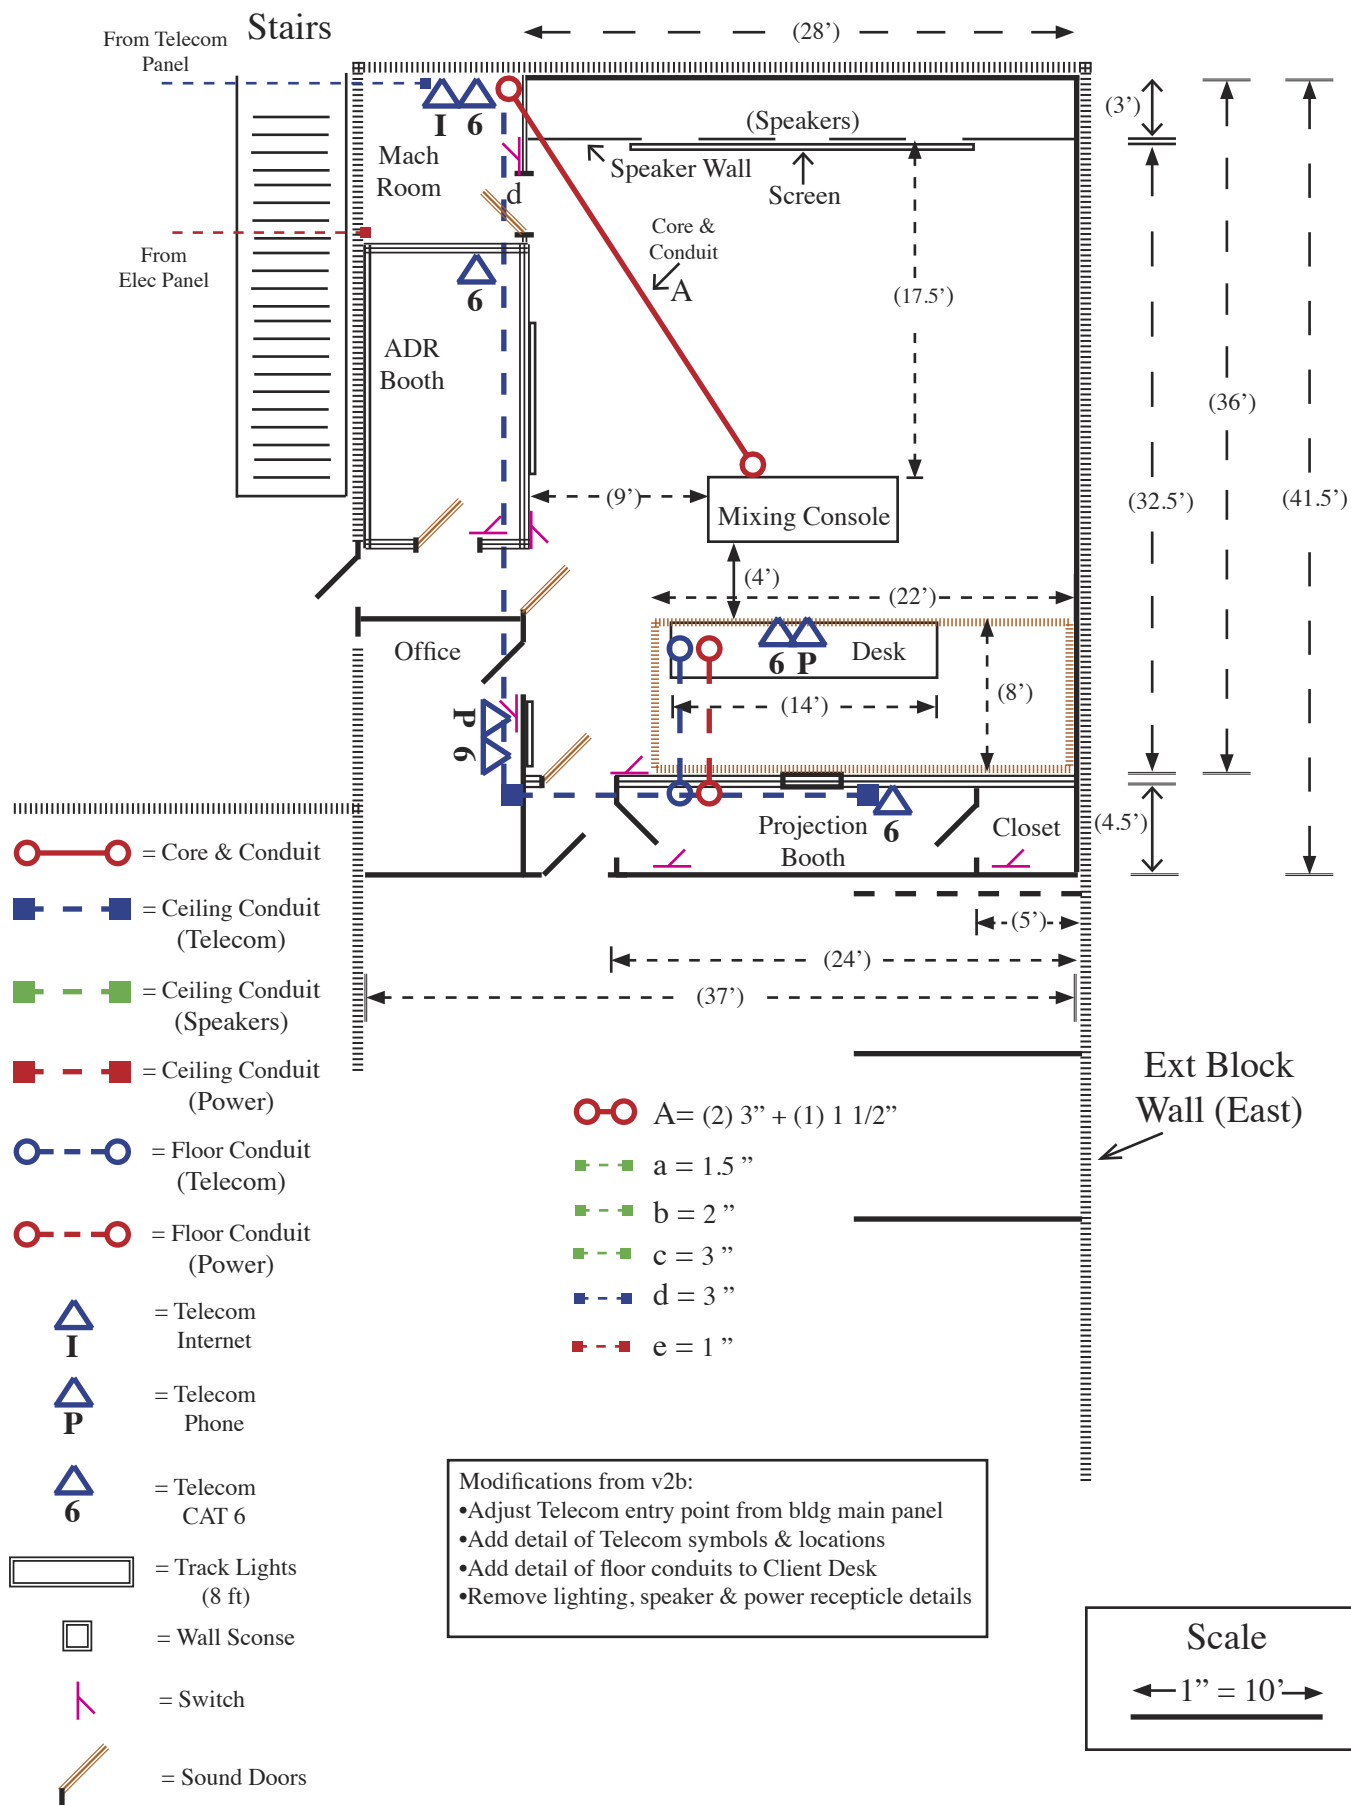 Stairs
From Telecom
Panel
(28’)
(3’)
I 6
(Speakers)
Mach
Room
d
Speaker Wall
Screen
Core &
Conduit
A
From
Elec Panel
6
(17.5’)
ADR
Booth
(36’)
(32.5’)
(41.5’)
(9’)
Mixing Console
(4’)
(22’)
Office
6 P
Desk
(8’)
(14’)
P
6
Projection
Booth
6
Closet
(4.5’)
(5’)
(24’)
(37’)
= Core & Conduit
= Ceiling Conduit
(Telecom)
= Ceiling Conduit
(Speakers)
= Ceiling Conduit
(Power)
= Floor Conduit
(Telecom)
= Floor Conduit
(Power)
I
= Telecom
Internet
P
= Telecom
Phone
6
= Telecom
CAT 6
= Track Lights
(8 ft)
= Wall Sconse
= Switch
= Sound Doors
A= (2) 3” + (1) 1 1/2”
a = 1.5 ”
b = 2 ”
c = 3 ”
d = 3 ”
e = 1 ”
Ext Block
Wall (East)
Modifications from v2b:
•Adjust Telecom entry point from bldg main panel
•Add detail of Telecom symbols & locations
•Add detail of floor conduits to Client Desk
•Remove lighting, speaker & power recepticle details
Scale
1” = 10’